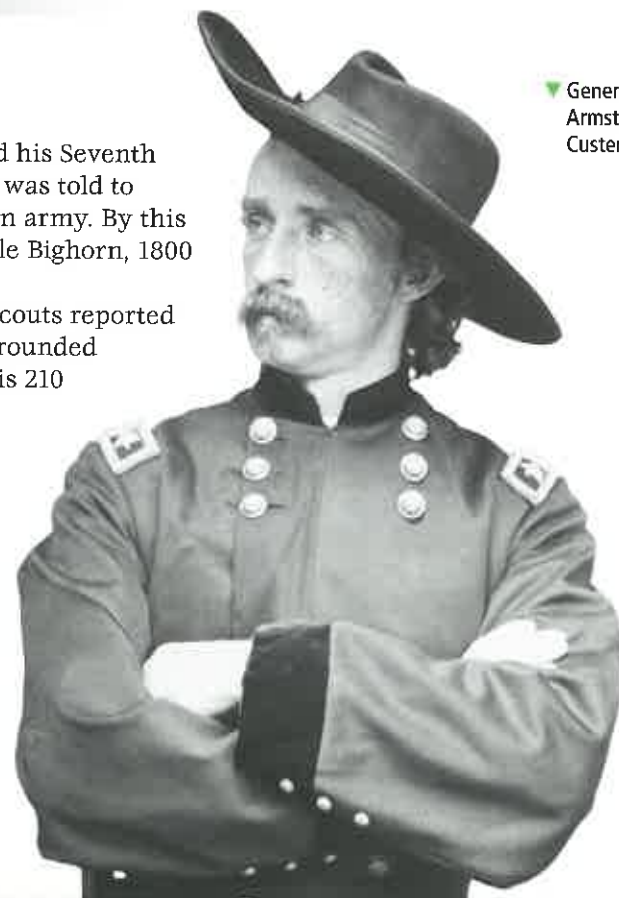 d his Seventh
was told to
n army. By this
le Bighorn, 1800
couts reported
rounded
is 210
▼ Gener
Armst
Custer